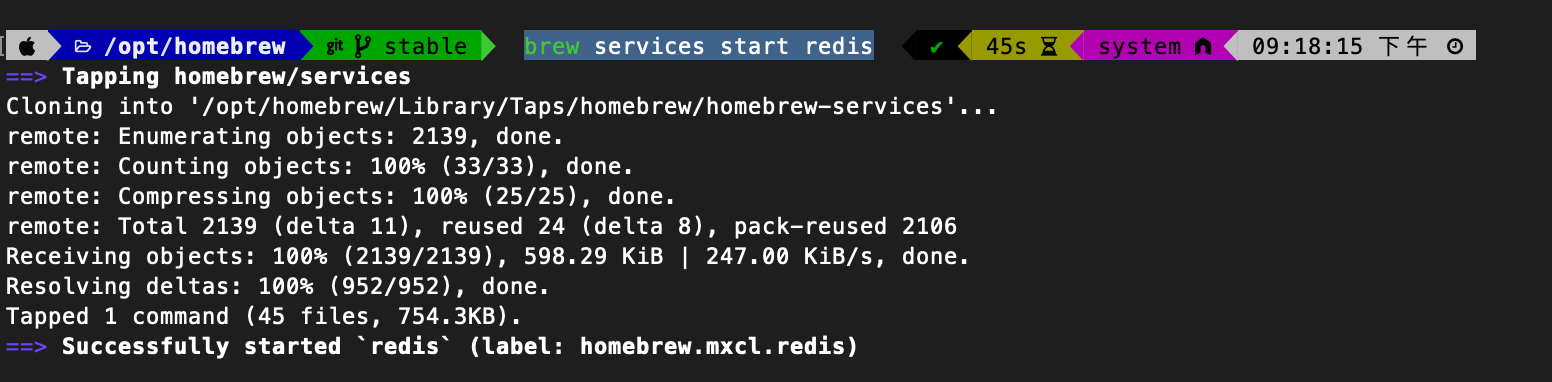 /opt/homebrew git stable brew services start redis ✔ 45s system 09:18:15 下午
==> Tapping homebrew/services
Cloning into '/opt/homebrew/Library/Taps/homebrew/homebrew-services'...
remote: Enumerating objects: 2139, done.
remote: Counting objects: 100% (33/33), done.
remote: Compressing objects: 100% (25/25), done.
remote: Total 2139 (delta 11), reused 24 (delta 8), pack-reused 2106
Receiving objects: 100% (2139/2139), 598.29 KiB | 247.00 KiB/s, done.
Resolving deltas: 100% (952/952), done.
Tapped 1 command (45 files, 754.3KB).
==> Successfully started `redis` (label: homebrew.mxcl.redis)